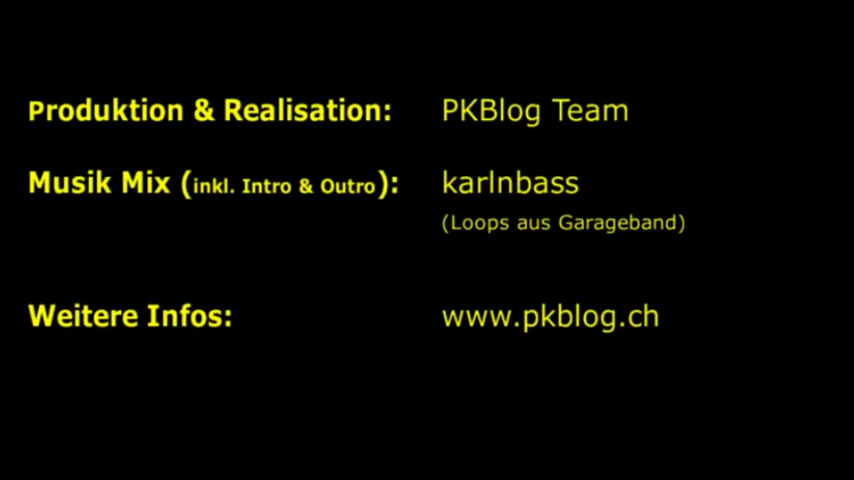 Produktion & Realisation: PKBlog Team
Musik Mix (inkl. Intro & Outro): karlnbass
(Loops aus Garageband)
Weitere Infos: www.pkblog.ch